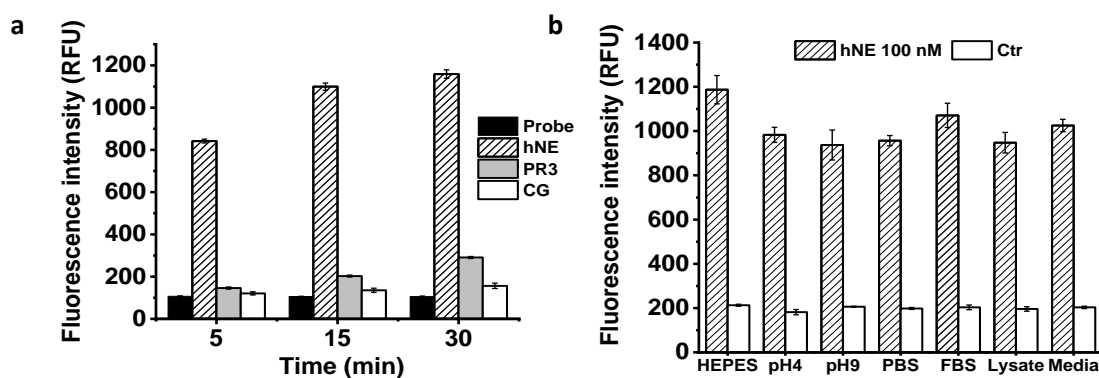 a
Fluorescence intensity (RFU)
1200
1000
800
600
400
200
0
5
15
30
Time (min)
Probe
hNE
PR3
CG
b
Fluorescence intensity (RFU)
1400
1200
1000
800
600
400
200
0
hNE 100 nM
Ctr
HEPES pH4 pH9 PBS FBS Lysate Media